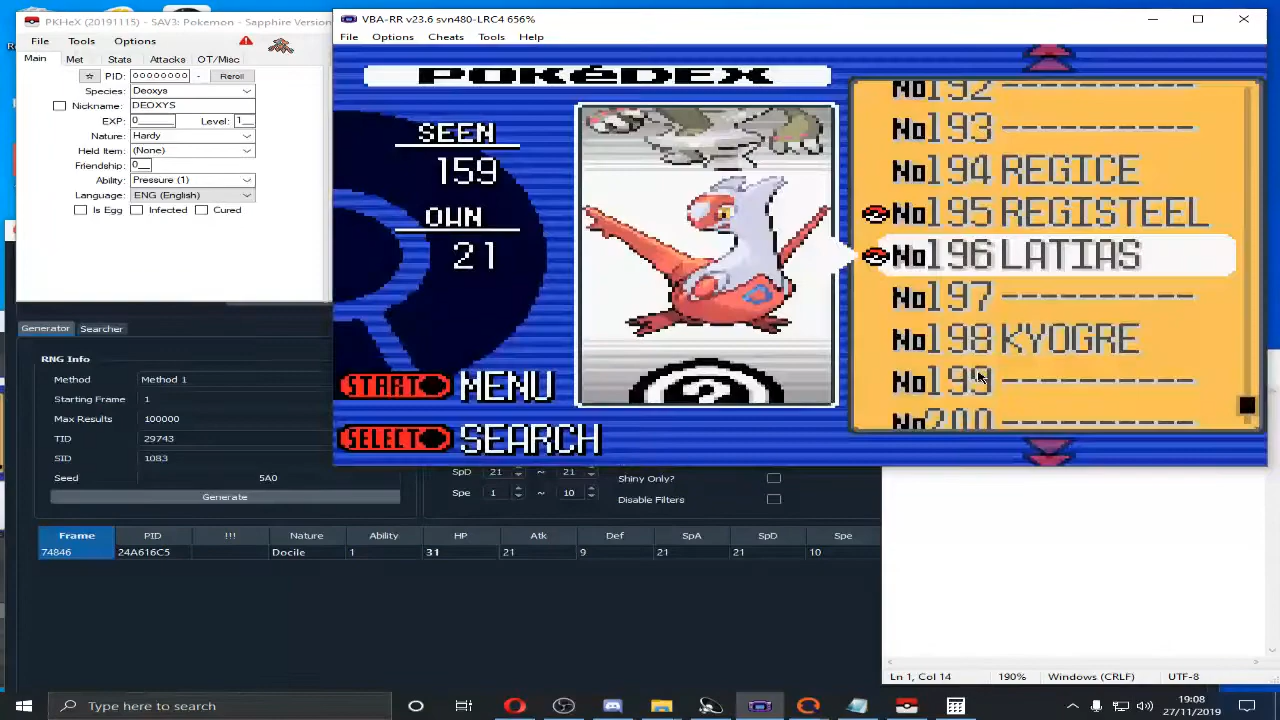 PKHeX (20191115) - SAV3: Pokemon - Sapphire Version
File Tools Options
Main Met Stats Attacks OT/Misc
PID: 00000000 - Reroll
Species: Deoxys
Nickname: DEOXYS
EXP: 0 Level: 1
Nature: Hardy
Held Item: (None)
Friendship: 0
Ability: Pressure (1)
Language: ENG (English)
Is Egg Infected Cured
VBA-RR v23.6 svn480-LRC4 656%
File Options Cheats Tools Help
POKéDEX
SEEN
159
OWN
21
START MENU
SELECT SEARCH
No192 ----------
No193 ----------
No194 REGICE
No195 REGISTEEL
No196 LATIAS
No197 ----------
No198 KYOGRE
No199 ----------
No200 ----------
Generator Searcher
RNG Info
Method Method 1
Starting Frame 1
Max Results 100000
TID 29743
SID 1083
Seed 5A0
Generate
SpD 21 ~ 21
Spe 1 ~ 10
Shiny Only?
Disable Filters
Frame PID !!! Nature Ability HP Atk Def SpA SpD Spe
74846 24A616C5 Docile 1 31 21 9 21 21 10
Ln 1, Col 14 190% Windows (CRLF) UTF-8
Type here to search
19:08
27/11/2019